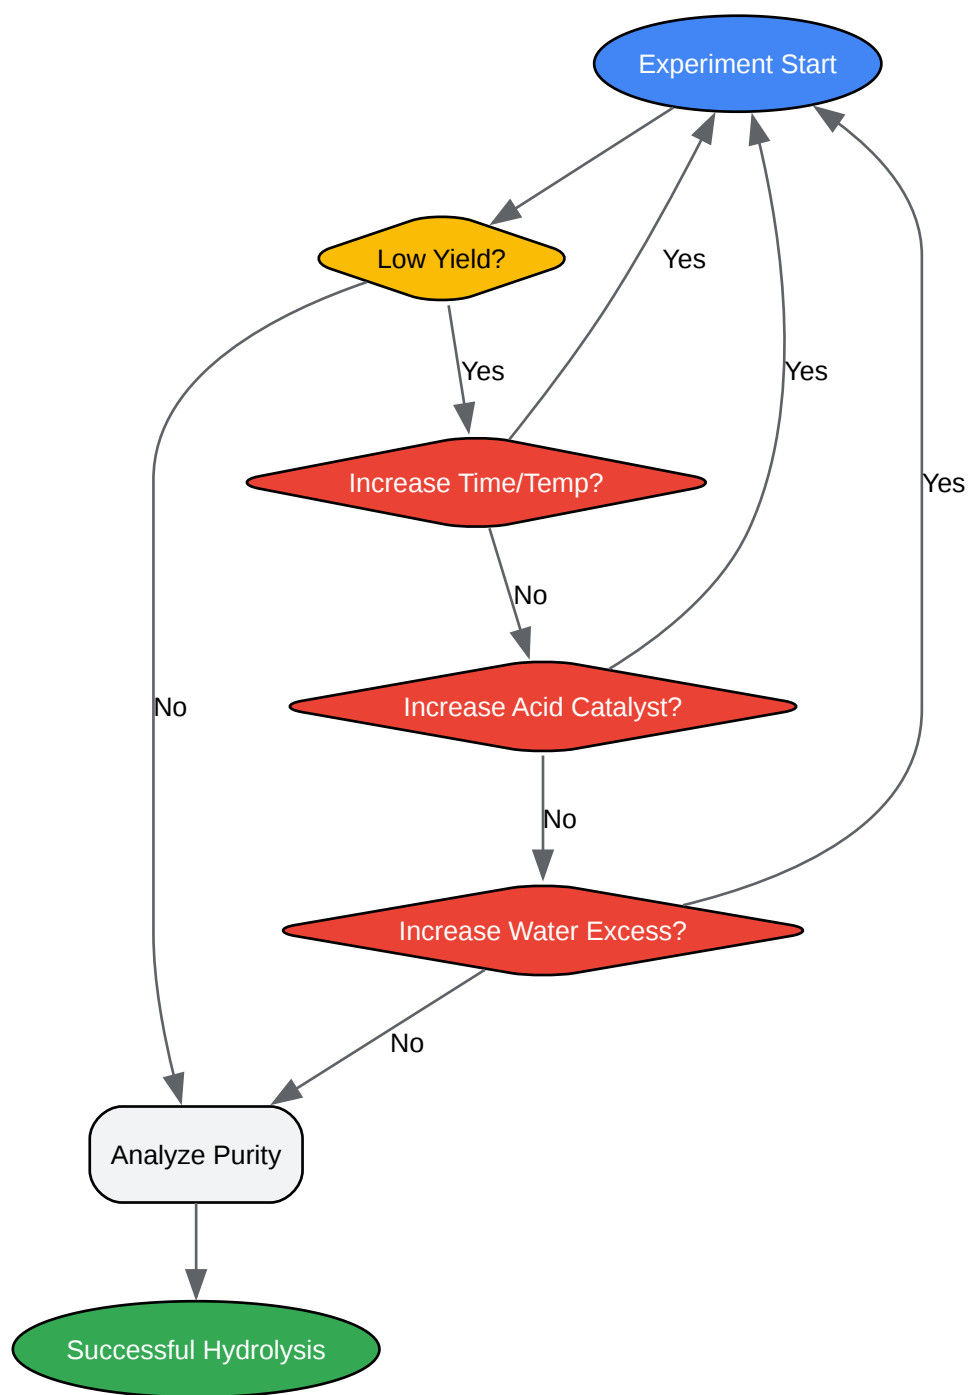 Experiment Start
Low Yield?
Yes
Yes
Yes
Increase Time/Temp?
Yes
No
Increase Acid Catalyst?
No
No
Increase Water Excess?
No
Analyze Purity
Successful Hydrolysis